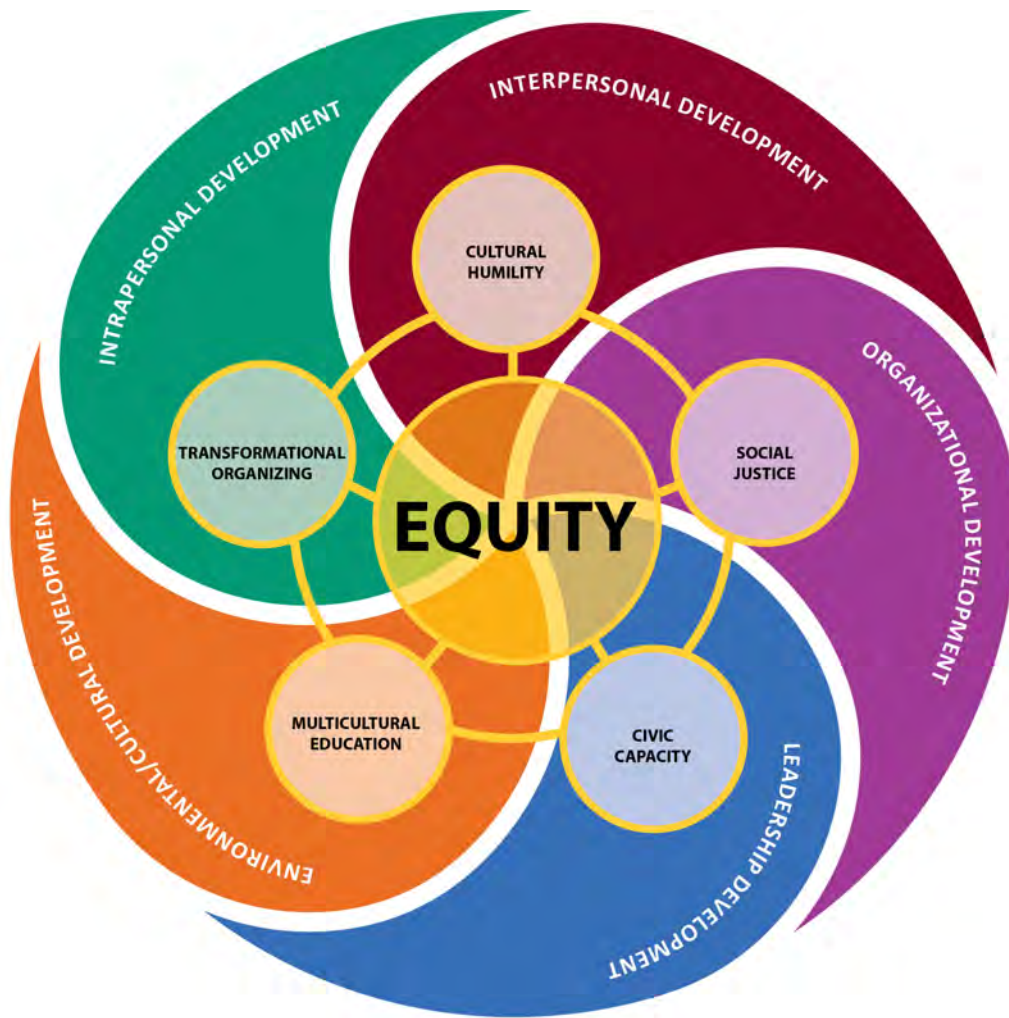 INTERPERSONAL DEVELOPMENT
INTRAPERSONAL DEVELOPMENT
CULTURAL
HUMILITY
ORGANIZATIONAL DEVELOPMENT
TRANSFORMATIONAL
ORGANIZING
SOCIAL
JUSTICE
EQUITY
ENVIRONMENTAL/CULTURAL DEVELOPMENT
MULTICULTURAL
EDUCATION
CIVIC
CAPACITY
LEADERSHIP DEVELOPMENT